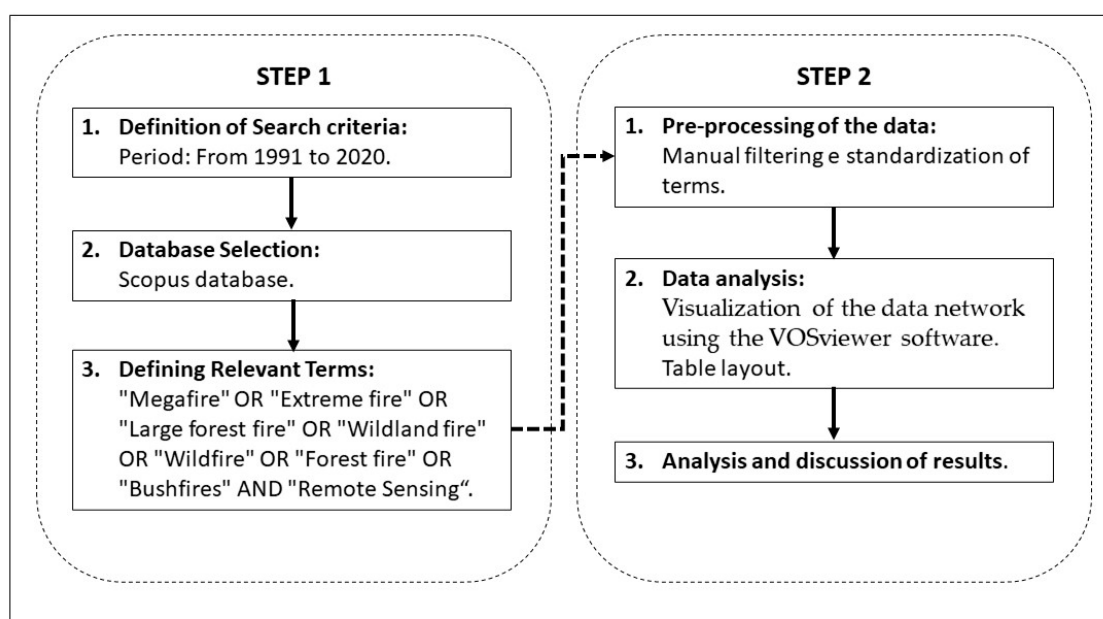 STEP 1
1. Definition of Search criteria:
Period: From 1991 to 2020.
2. Database Selection:
Scopus database.
3. Defining Relevant Terms:
"Megafire" OR "Extreme fire" OR
"Large forest fire" OR "Wildland fire"
OR "Wildfire" OR "Forest fire" OR
"Bushfires" AND "Remote Sensing“.
STEP 2
1. Pre-processing of the data:
Manual filtering e standardization of
terms.
2. Data analysis:
Visualization of the data network
using the VOSviewer software.
Table layout.
3. Analysis and discussion of results.